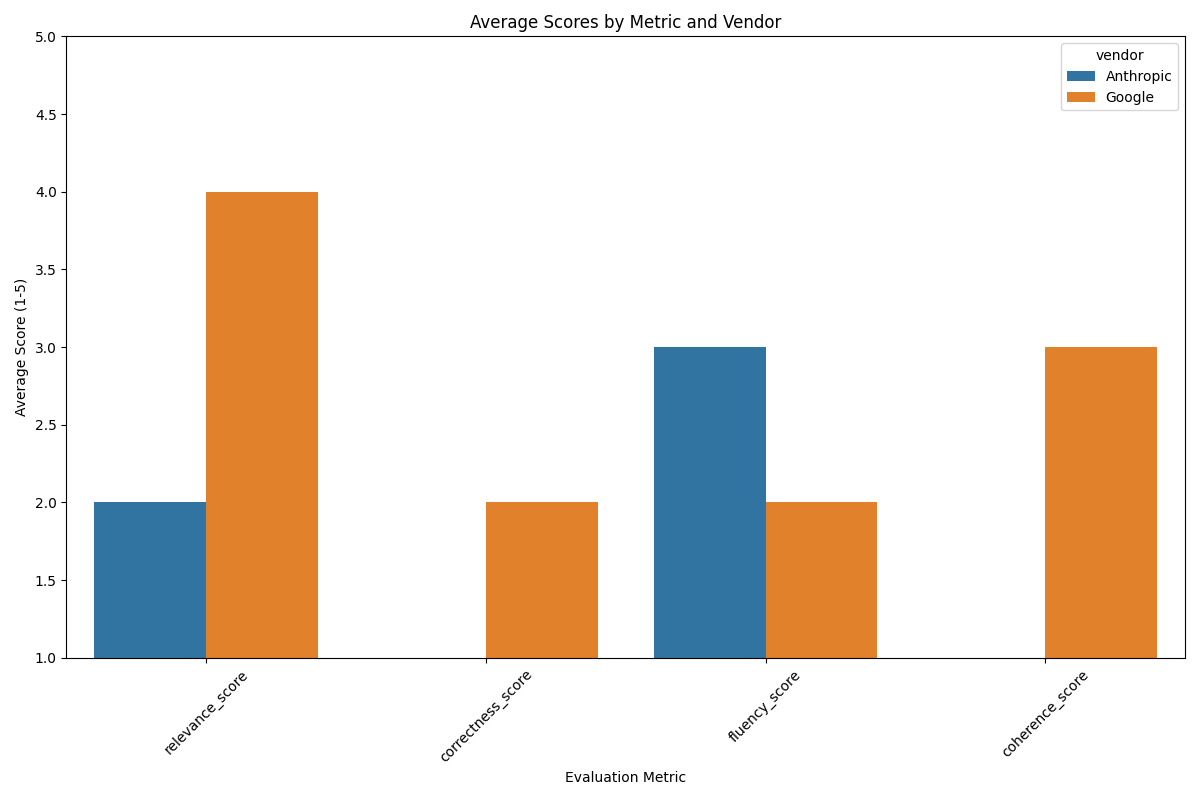 Average Scores by Metric and Vendor
vendor
Anthropic
Google
Average Score (1-5)
5.0
4.5
4.0
3.5
3.0
2.5
2.0
1.5
1.0
relevance_score
correctness_score
fluency_score
coherence_score
Evaluation Metric